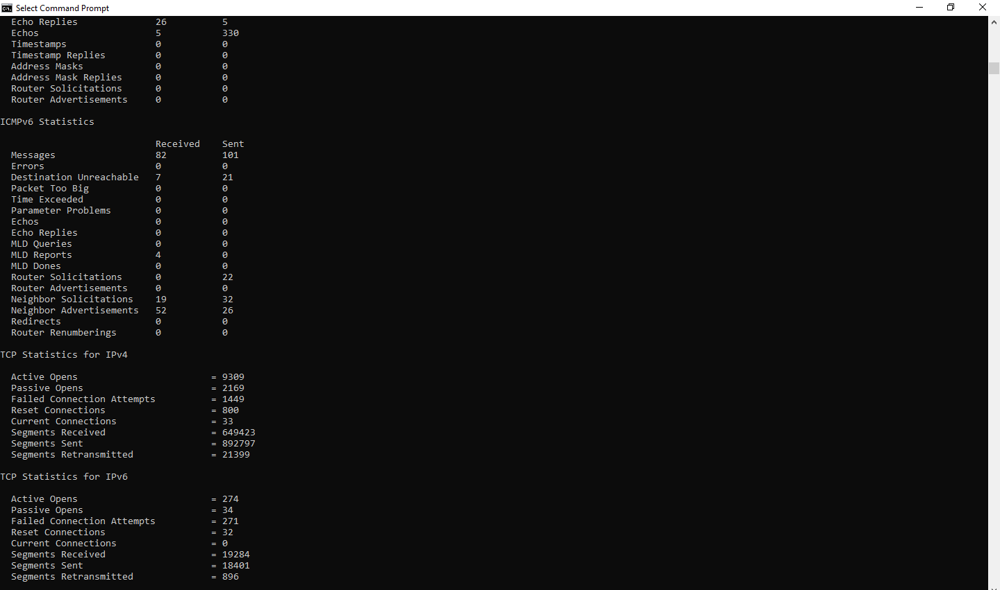 Select Command Prompt
Echo Replies 26 5
Echos 5 330
Timestamps 0 0
Timestamp Replies 0 0
Address Masks 0 0
Address Mask Replies 0 0
Router Solicitations 0 0
Router Advertisements 0 0
ICMPv6 Statistics
Received Sent
Messages 82 101
Errors 0 0
Destination Unreachable 7 21
Packet Too Big 0 0
Time Exceeded 0 0
Parameter Problems 0 0
Echos 0 0
Echo Replies 0 0
MLD Queries 0 0
MLD Reports 4 0
MLD Dones 0 0
Router Solicitations 0 22
Router Advertisements 0 0
Neighbor Solicitations 19 32
Neighbor Advertisements 52 26
Redirects 0 0
Router Renumberings 0 0
TCP Statistics for IPv4
Active Opens = 9309
Passive Opens = 2169
Failed Connection Attempts = 1449
Reset Connections = 800
Current Connections = 33
Segments Received = 649423
Segments Sent = 892797
Segments Retransmitted = 21399
TCP Statistics for IPv6
Active Opens = 274
Passive Opens = 34
Failed Connection Attempts = 271
Reset Connections = 32
Current Connections = 0
Segments Received = 19284
Segments Sent = 18401
Segments Retransmitted = 896